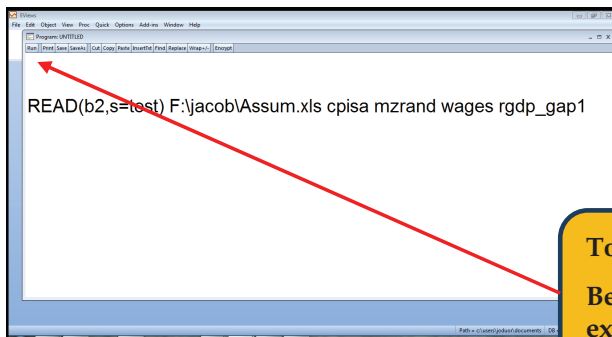 EViews
File Edit Object View Proc Quick Options Add-ins Window Help
Program: UNTITLED
Run Print Save SaveAs Cut Copy Paste InsertTxt Find Replace Wrap+/- Encrypt
READ(b2,s=test) F:\jacob\Assum.xls cpisa mzrand wages rgdp_gap1
To
Be
ex
Path = c:\users\joduor\documents DB